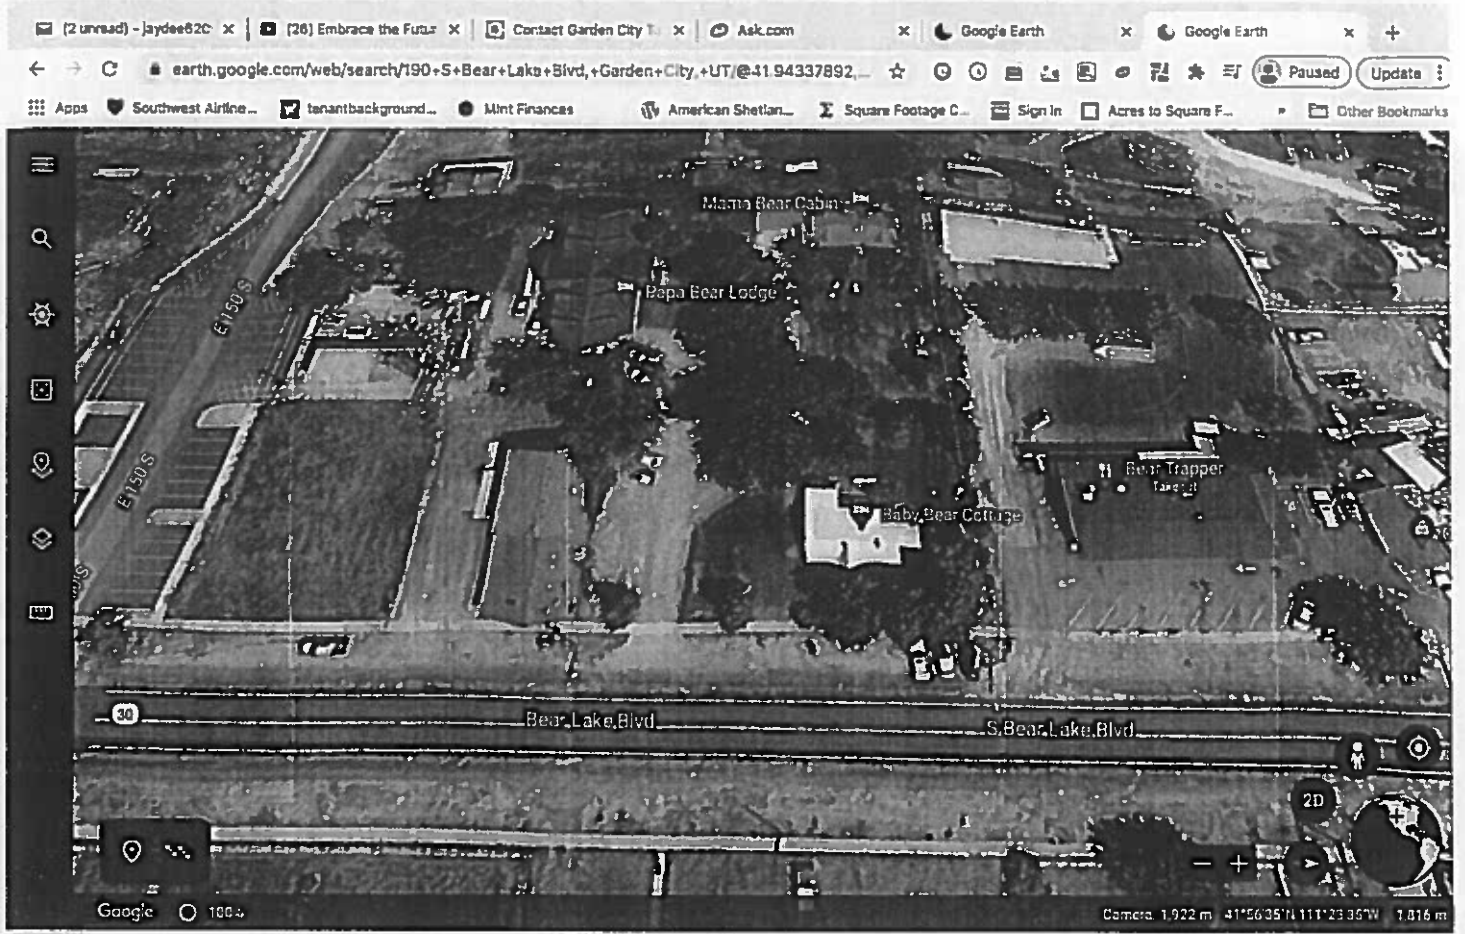 (2 unread) - jaydee620
[26] Embrace the Futur
Contact Garden City T
Ask.com
Google Earth
Google Earth
earth.google.com/web/search/190+S+Bear+Lake+Blvd,+Garden+City,+UT/@41.94337892,...
Paused
Update
Apps
Southwest Airline...
tenantbackground...
Mint Finances
American Shetlan...
Square Footage C...
Sign In
Acres to Square F...
»
Other Bookmarks
Mama Bear Cabin
Papa Bear Lodge
E 150 S
E 150 S
Bear Trapper
Takeout
Baby Bear Cottage
30
Bear Lake Blvd
S Bear Lake Blvd
2D
Google
100%
Camera: 1,922 m 41°56'35"N 111°23'35"W 1,816 m